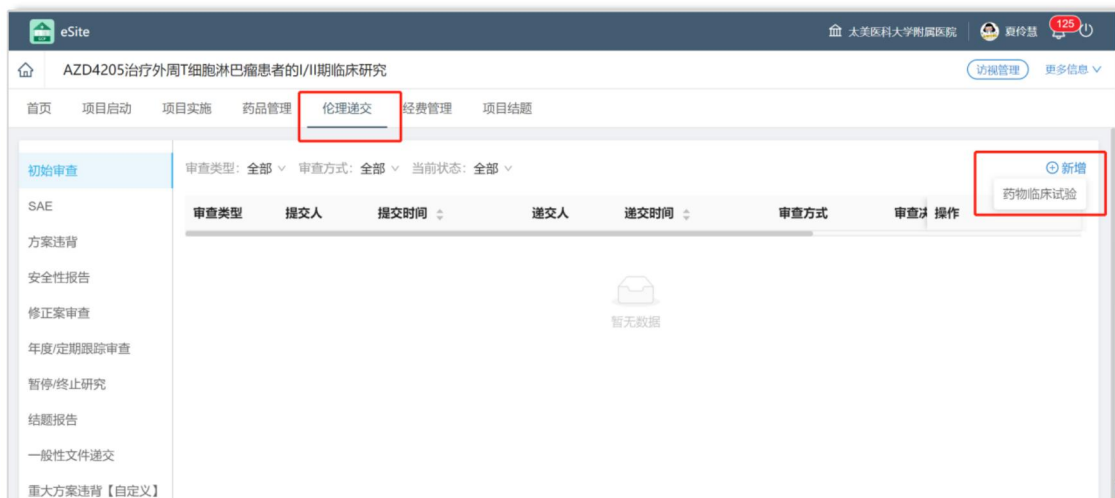 eSite 太美医科大学附属医院 夏伶慧 125
AZD4205治疗外周T细胞淋巴瘤患者的I/II期临床研究 访视管理 更多信息
首页 项目启动 项目实施 药品管理 伦理递交 经费管理 项目结题
初始审查 审查类型: 全部 审查方式: 全部 当前状态: 全部 新增
药物临床试验
SAE
审查类型 提交人 提交时间 递交人 递交时间 审查方式 审查决 操作
方案违背
安全性报告
修正案审查
暂无数据
年度/定期跟踪审查
暂停/终止研究
结题报告
一般性文件递交
重大方案违背【自定义】